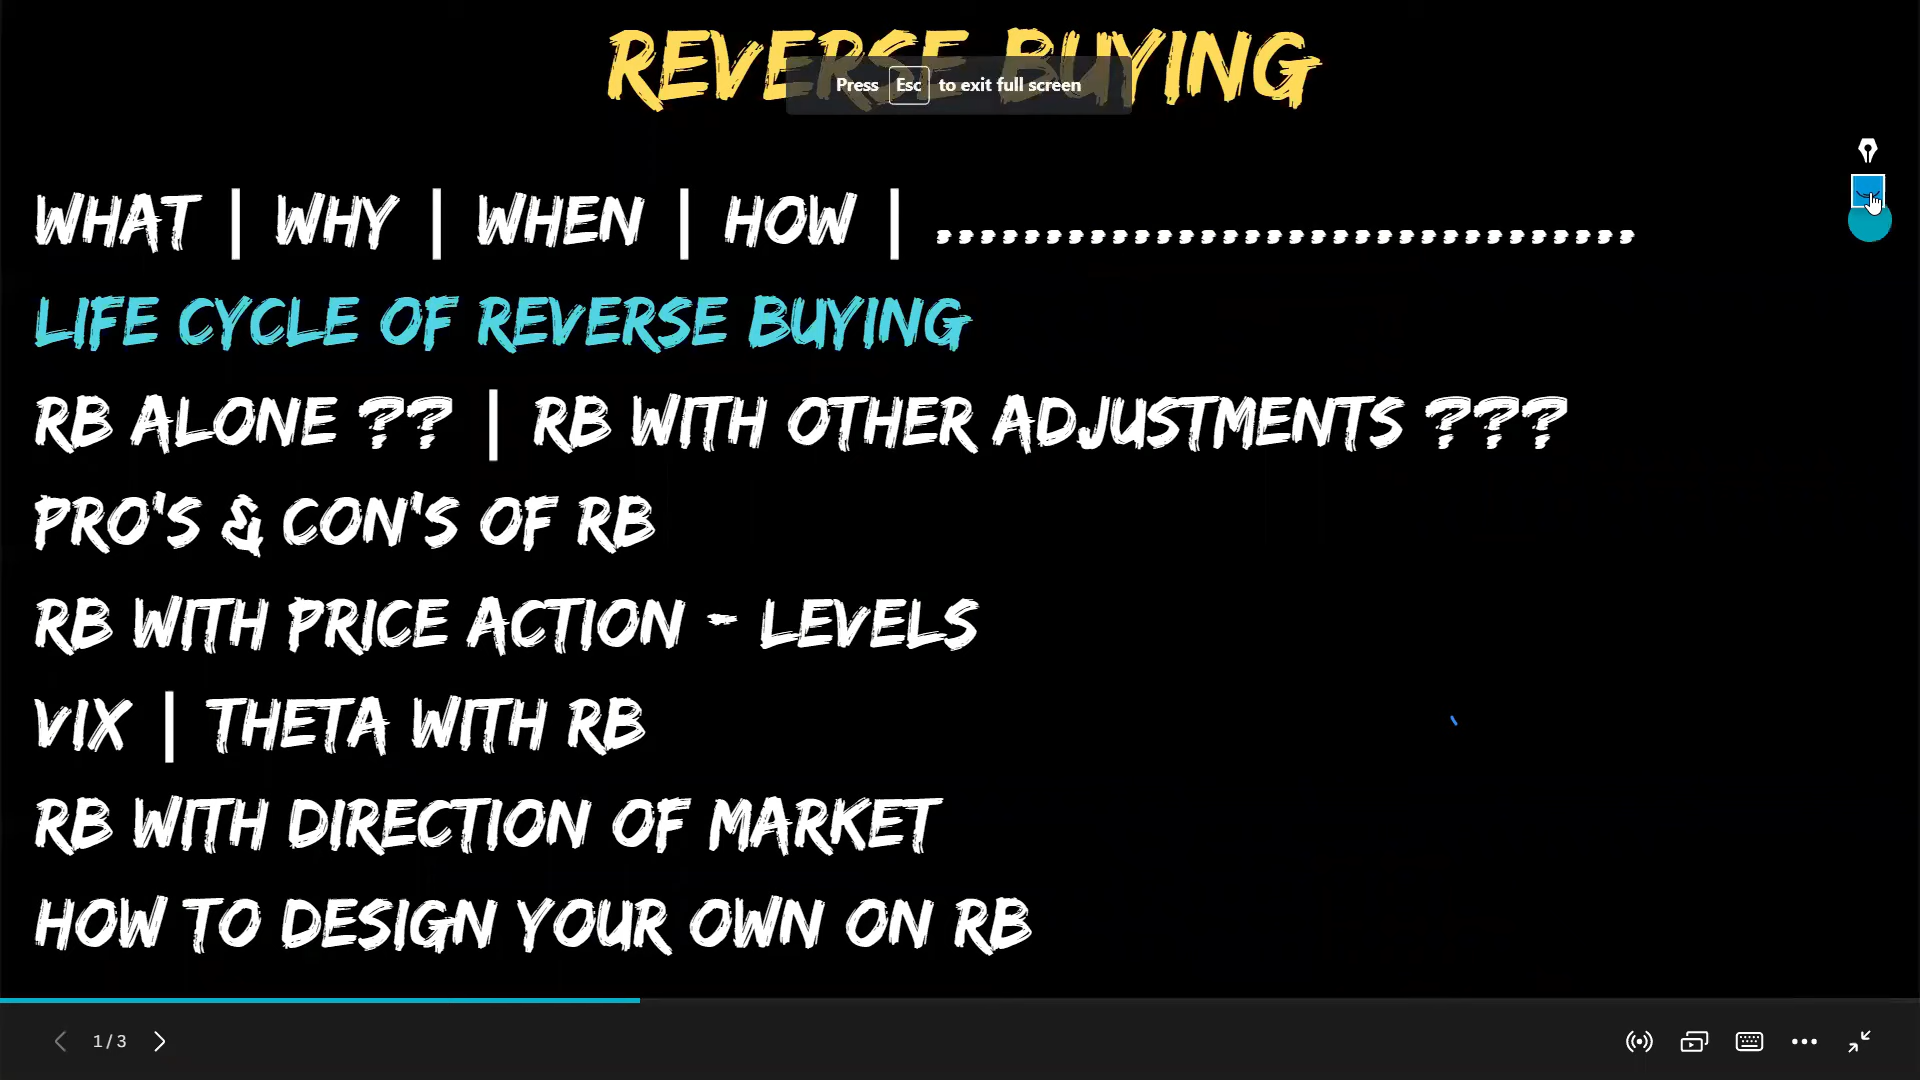 REVERSE BUYING
Press Esc to exit full screen
WHAT | WHY | WHEN | HOW | ................................
LIFE CYCLE OF REVERSE BUYING
RB ALONE ?? | RB WITH OTHER ADJUSTMENTS ???
PRO'S & CON'S OF RB
RB WITH PRICE ACTION - LEVELS
VIX | THETA WITH RB
RB WITH DIRECTION OF MARKET
HOW TO DESIGN YOUR OWN ON RB
1 / 3